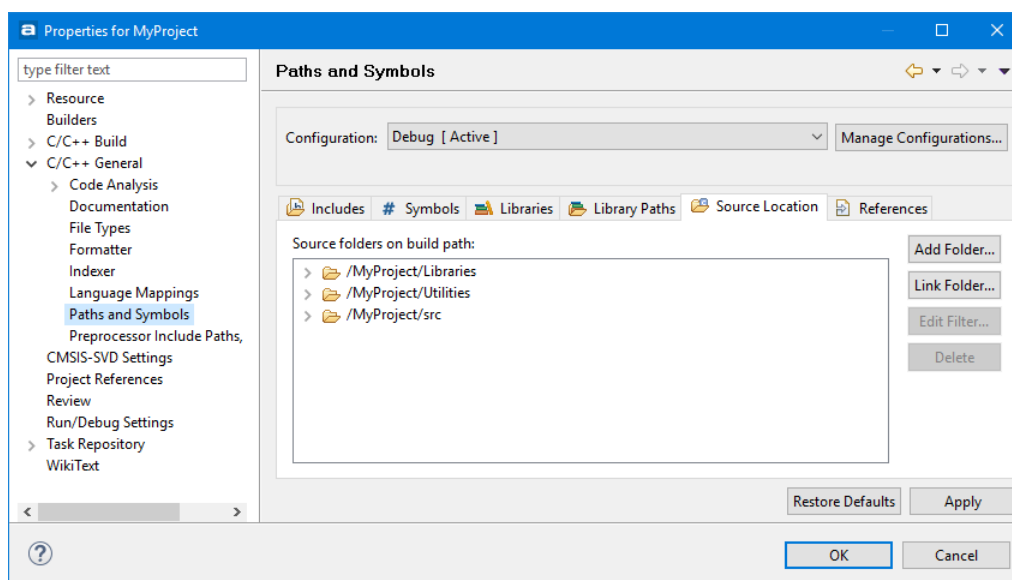 Properties for MyProject
type filter text
Resource
Builders
C/C++ Build
C/C++ General
Code Analysis
Documentation
File Types
Formatter
Indexer
Language Mappings
Paths and Symbols
Preprocessor Include Paths,
CMSIS-SVD Settings
Project References
Review
Run/Debug Settings
Task Repository
WikiText
Paths and Symbols
Configuration: Debug [ Active ] Manage Configurations...
Includes # Symbols Libraries Library Paths Source Location References
Source folders on build path:
/MyProject/Libraries
/MyProject/Utilities
/MyProject/src
Add Folder...
Link Folder...
Edit Filter...
Delete
Restore Defaults Apply
OK Cancel